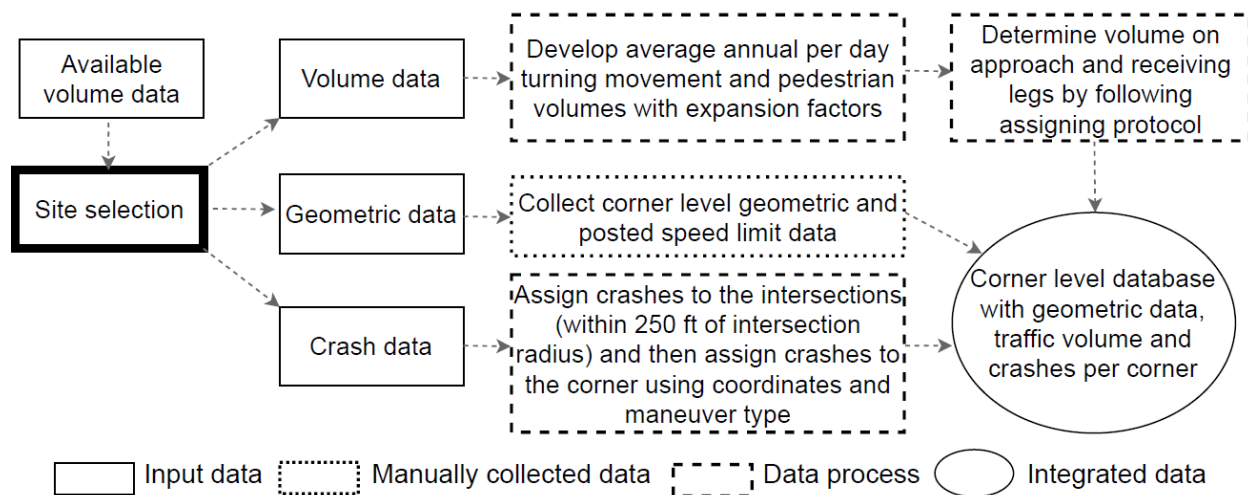 Available
volume data
Volume data
Develop average annual per day
turning movement and pedestrian
volumes with expansion factors
Determine volume on
approach and receiving
legs by following
assigning protocol
Site selection
Geometric data
Collect corner level geometric and
posted speed limit data
Crash data
Assign crashes to the intersections
(within 250 ft of intersection
radius) and then assign crashes to
the corner using coordinates and
maneuver type
Corner level database
with geometric data,
traffic volume and
crashes per corner
Input data
Manually collected data
Data process
Integrated data